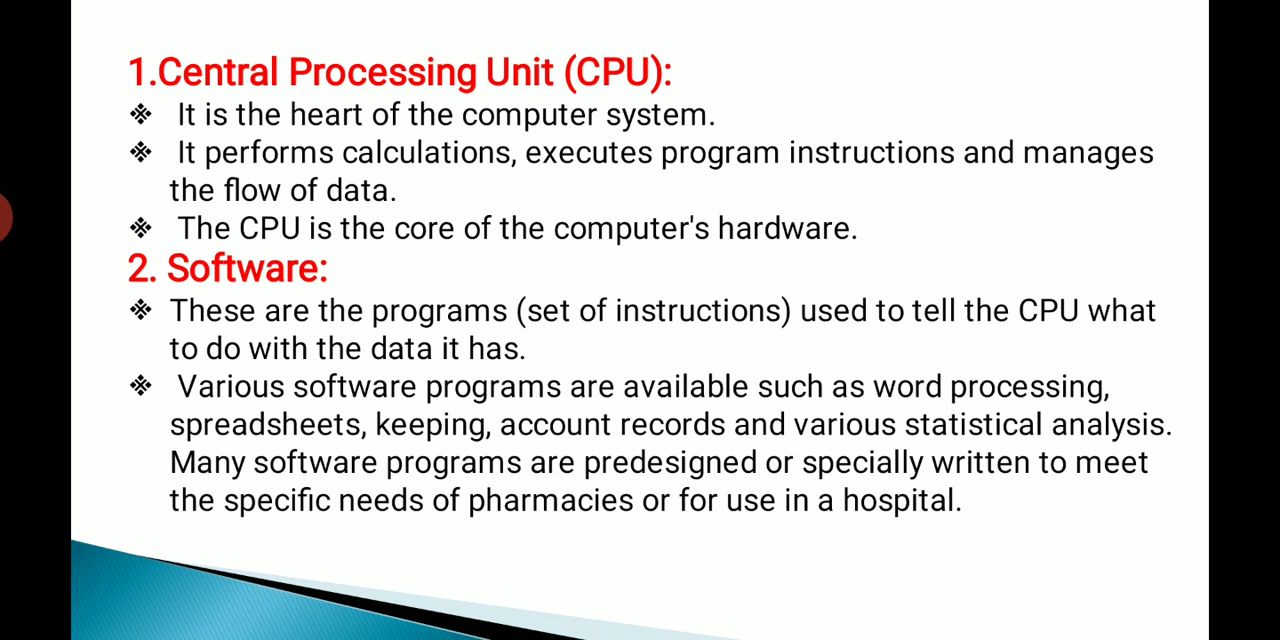 1.Central Processing Unit (CPU):
❖ It is the heart of the computer system.
❖ It performs calculations, executes program instructions and manages
the flow of data.
❖ The CPU is the core of the computer's hardware.
2. Software:
❖ These are the programs (set of instructions) used to tell the CPU what
to do with the data it has.
❖ Various software programs are available such as word processing,
spreadsheets, keeping, account records and various statistical analysis.
Many software programs are predesigned or specially written to meet
the specific needs of pharmacies or for use in a hospital.